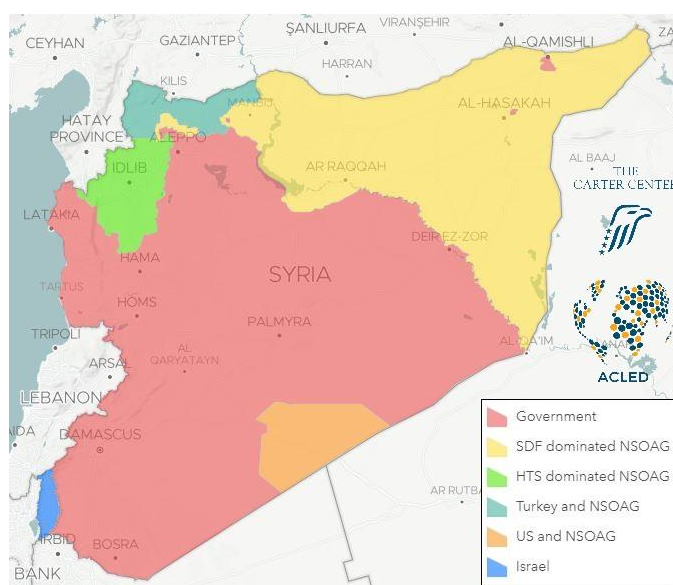 CEYHAN
GAZIANTEP
ŞANLIURFA
VIRANŞEHIR
HARRAN
AL-QAMISHLI
ZA
KILIS
HATAY
PROVINCE
MANBIJ
AL-HASAKAH
ALEPPO
IDLIB
AR RAQQAH
AL BAAJ
THE
CARTER CENTER
LATAKIA
DEIR EZ-ZOR
HAMA
SYRIA
TARTUS
HOMS
PALMYRA
TRIPOLI
AL
QARYATAYN
AL-QA'IM
ANAH
ARSAL
ACLED
LEBANON
AIDA
DAMASCUS
AR RUTBA
IRBID
BOSRA
BANK
Government
SDF dominated NSOAG
HTS dominated NSOAG
Turkey and NSOAG
US and NSOAG
Israel